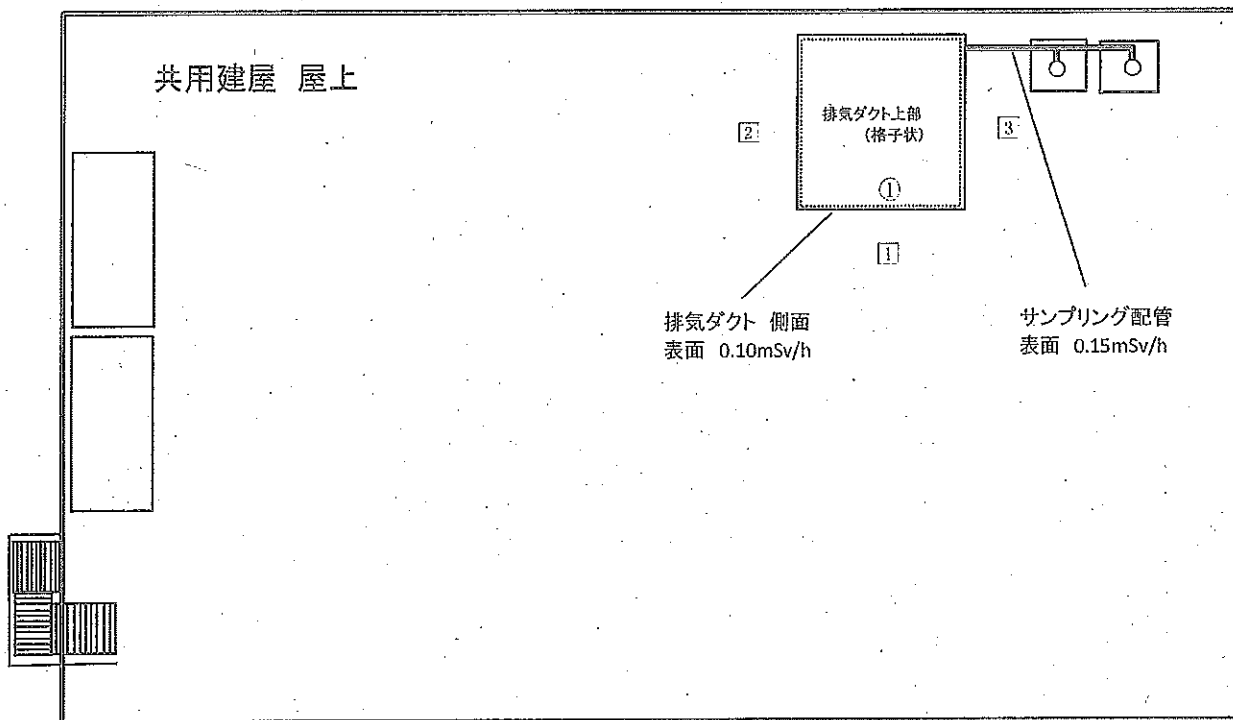 共用建屋 屋上
排気ダクト上部
(格子状)
①
2
3
1
排気ダクト 側面
表面 0.10mSv/h
サンプリング配管
表面 0.15mSv/h